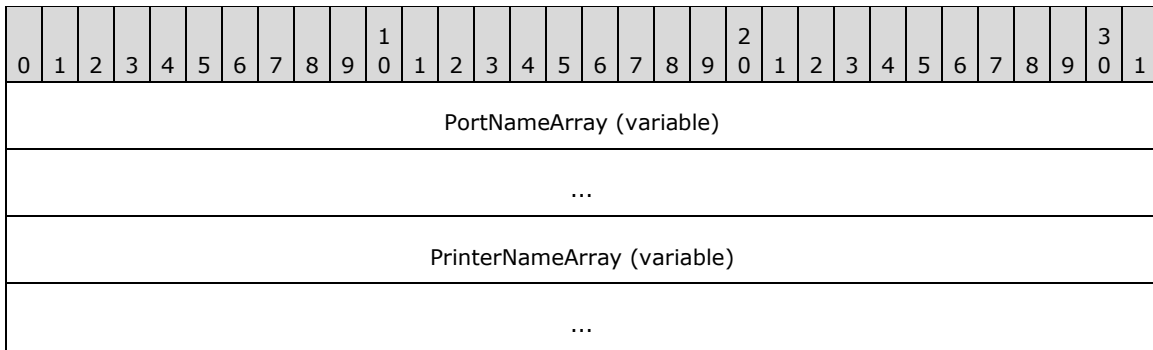 1 2 3
0 1 2 3 4 5 6 7 8 9 0 1 2 3 4 5 6 7 8 9 0 1 2 3 4 5 6 7 8 9 0 1
PortNameArray (variable)
...
PrinterNameArray (variable)
...